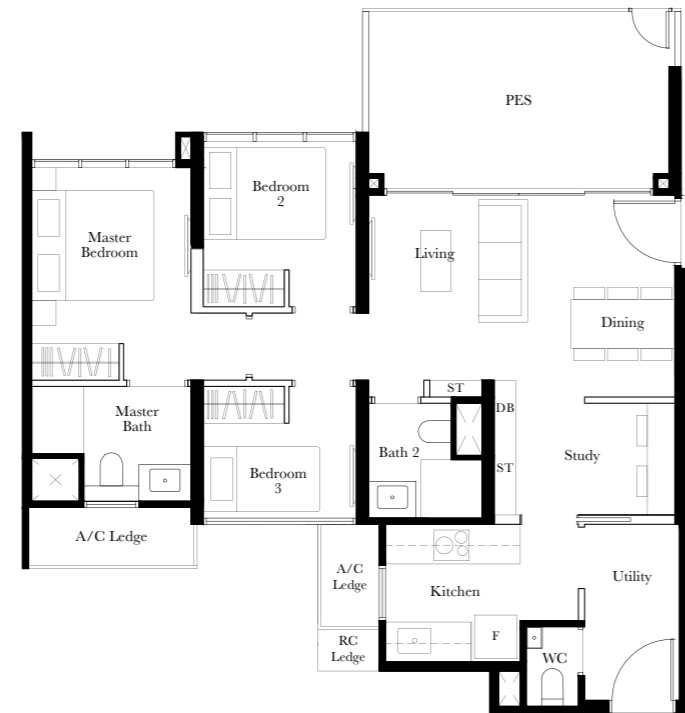 PES
Bedroom
2
Master
Bedroom
Living
Dining
ST
DB
Master
Bath
Bath 2
ST
Study
Bedroom
3
A/C Ledge
A/C
Ledge
Kitchen
Utility
F
RC
Ledge
WC